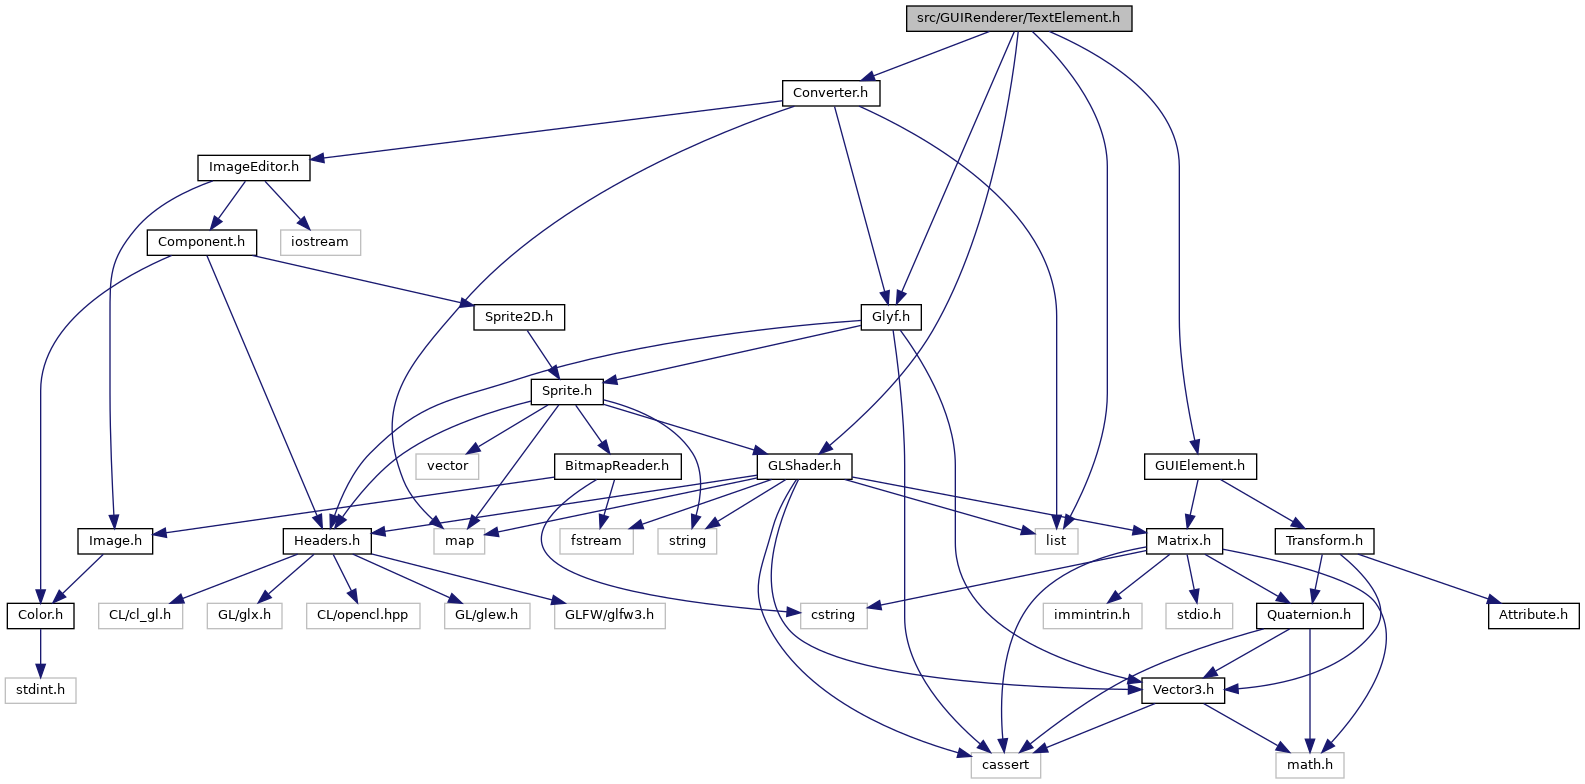 src/GUIRenderer/TextElement.h
Converter.h
ImageEditor.h
Component.h
iostream
Sprite2D.h
Glyf.h
Sprite.h
vector
BitmapReader.h
GLShader.h
GUIElement.h
Image.h
Headers.h
map
fstream
string
list
Matrix.h
Transform.h
Color.h
CL/cl_gl.h
GL/glx.h
CL/opencl.hpp
GL/glew.h
GLFW/glfw3.h
cstring
immintrin.h
stdio.h
Quaternion.h
Attribute.h
stdint.h
Vector3.h
cassert
math.h